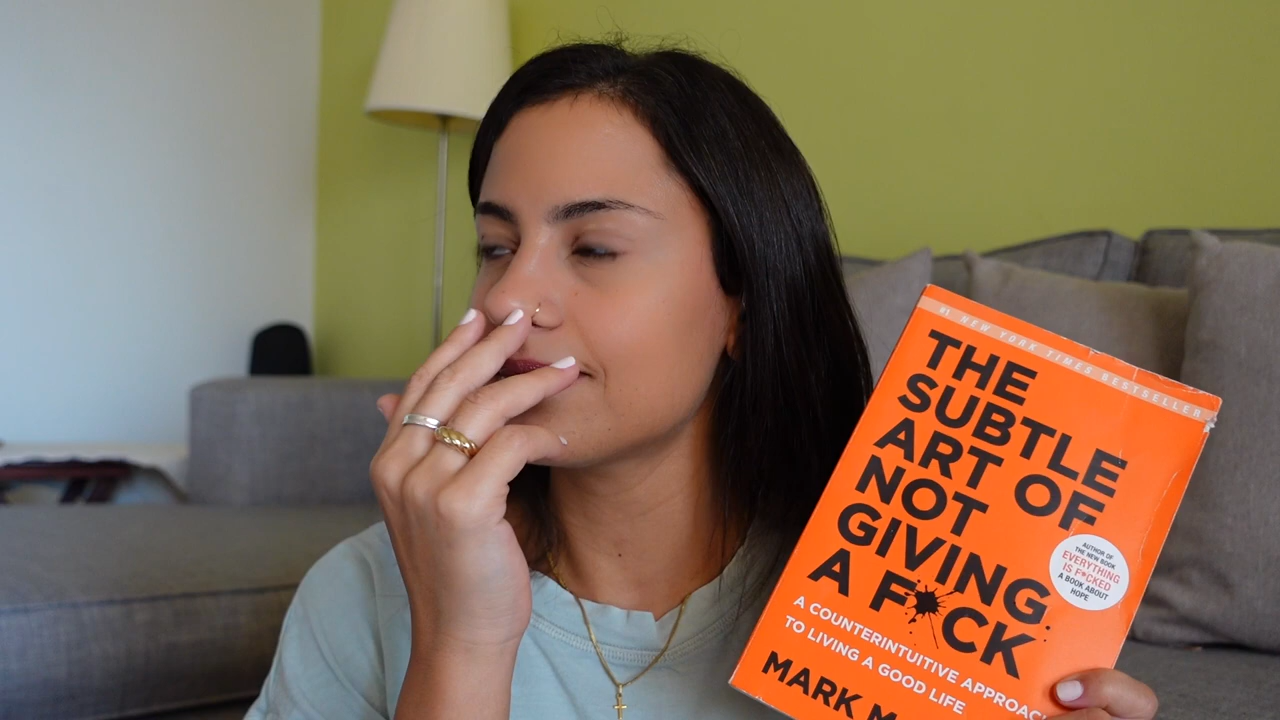 #1 NEW YORK TIMES BESTSELLER
THE
SUBTLE
ART OF
NOT
GIVING
A F*CK
AUTHOR OF
THE NEW BOOK
EVERYTHING
IS F*CKED
A BOOK ABOUT
HOPE
A COUNTERINTUITIVE APPROACH
TO LIVING A GOOD LIFE
MARK M